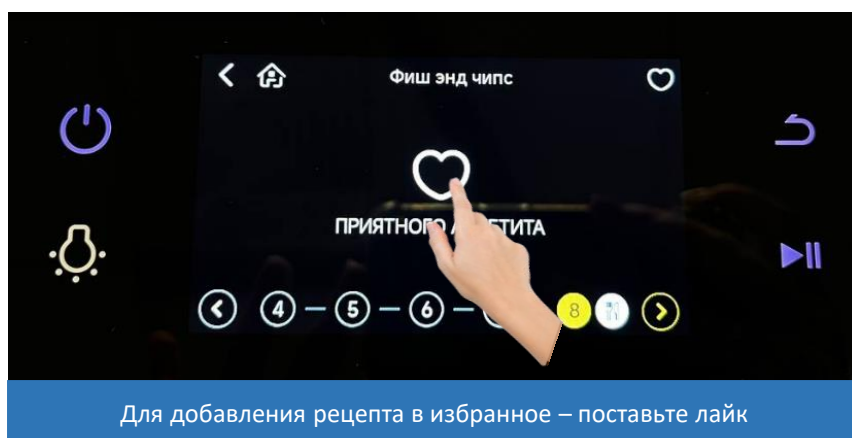 Фиш энд чипс
ПРИЯТНОГО
4 5 6 8
Для добавления рецепта в избранное – поставьте лайк